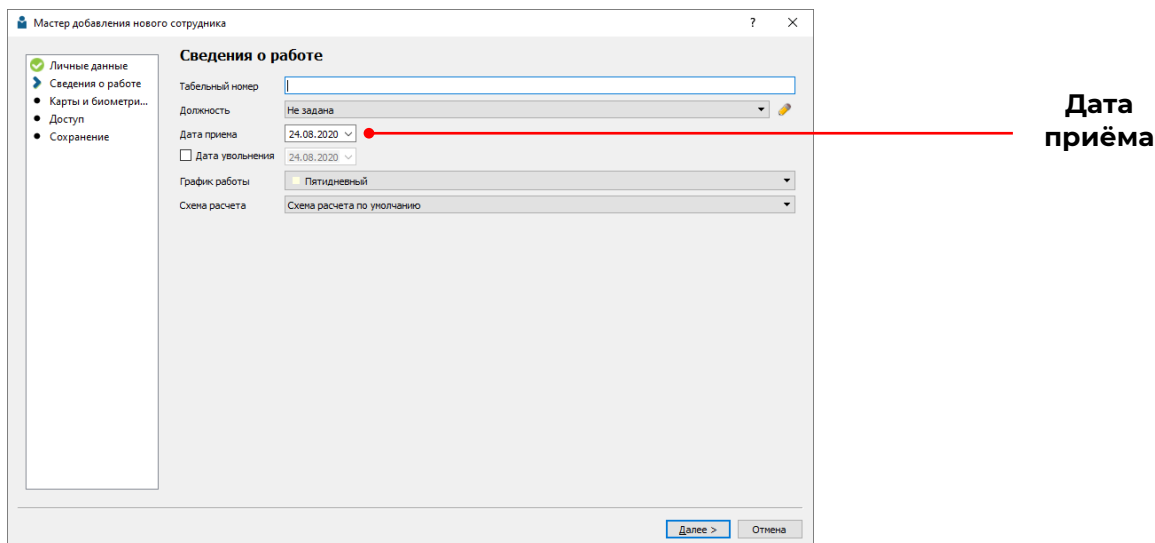 Мастер добавления нового сотрудника
?
Личные данные
Сведения о работе
Карты и биометри...
Доступ
Сохранение
Сведения о работе
Табельный номер
Должность
Не задана
Дата приема
24.08.2020
Дата увольнения
24.08.2020
График работы
Пятидневный
Схема расчета
Схема расчета по умолчанию
Далее >
Отмена
Дата
приёма